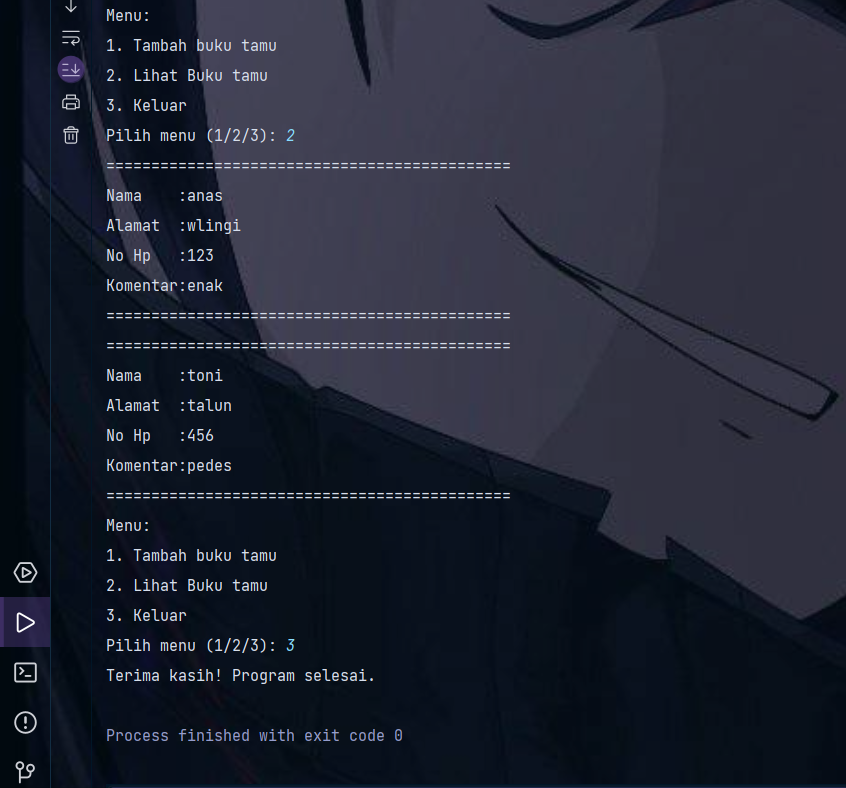 Menu:
1. Tambah buku tamu
2. Lihat Buku tamu
3. Keluar
Pilih menu (1/2/3): 2
=============================================
Nama    :anas
Alamat  :wlingi
No Hp   :123
Komentar:enak
=============================================
=============================================
Nama    :toni
Alamat  :talun
No Hp   :456
Komentar:pedes
=============================================
Menu:
1. Tambah buku tamu
2. Lihat Buku tamu
3. Keluar
Pilih menu (1/2/3): 3
Terima kasih! Program selesai.
Process finished with exit code 0